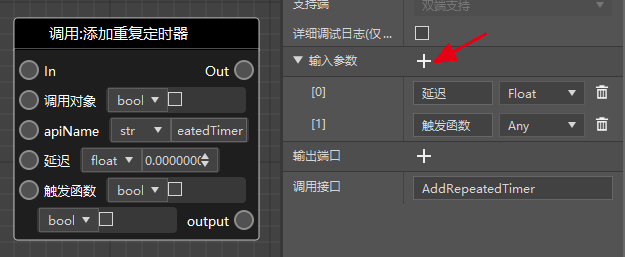 调用:添加重复定时器
In
Out
调用对象 bool
apiName str eatedTimer
延迟 float 0.0000000
触发函数 bool
bool output
支持端 双端支持
详细调试日志(仅...
输入参数
[0] 延迟 Float
[1] 触发函数 Any
输出端口
调用接口 AddRepeatedTimer